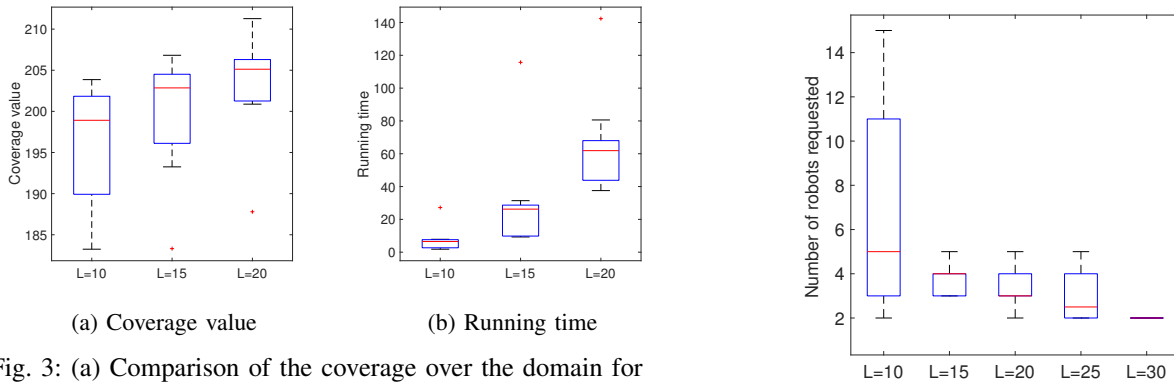 210
205
200
195
190
185
Coverage value
L=10 L=15 L=20
(a) Coverage value
140
120
100
80
60
40
20
0
Running time
L=10 L=15 L=20
(b) Running time
Fig. 3: (a) Comparison of the coverage over the domain for
14
12
10
8
6
4
2
Number of robots requested
L=10 L=15 L=20 L=25 L=30